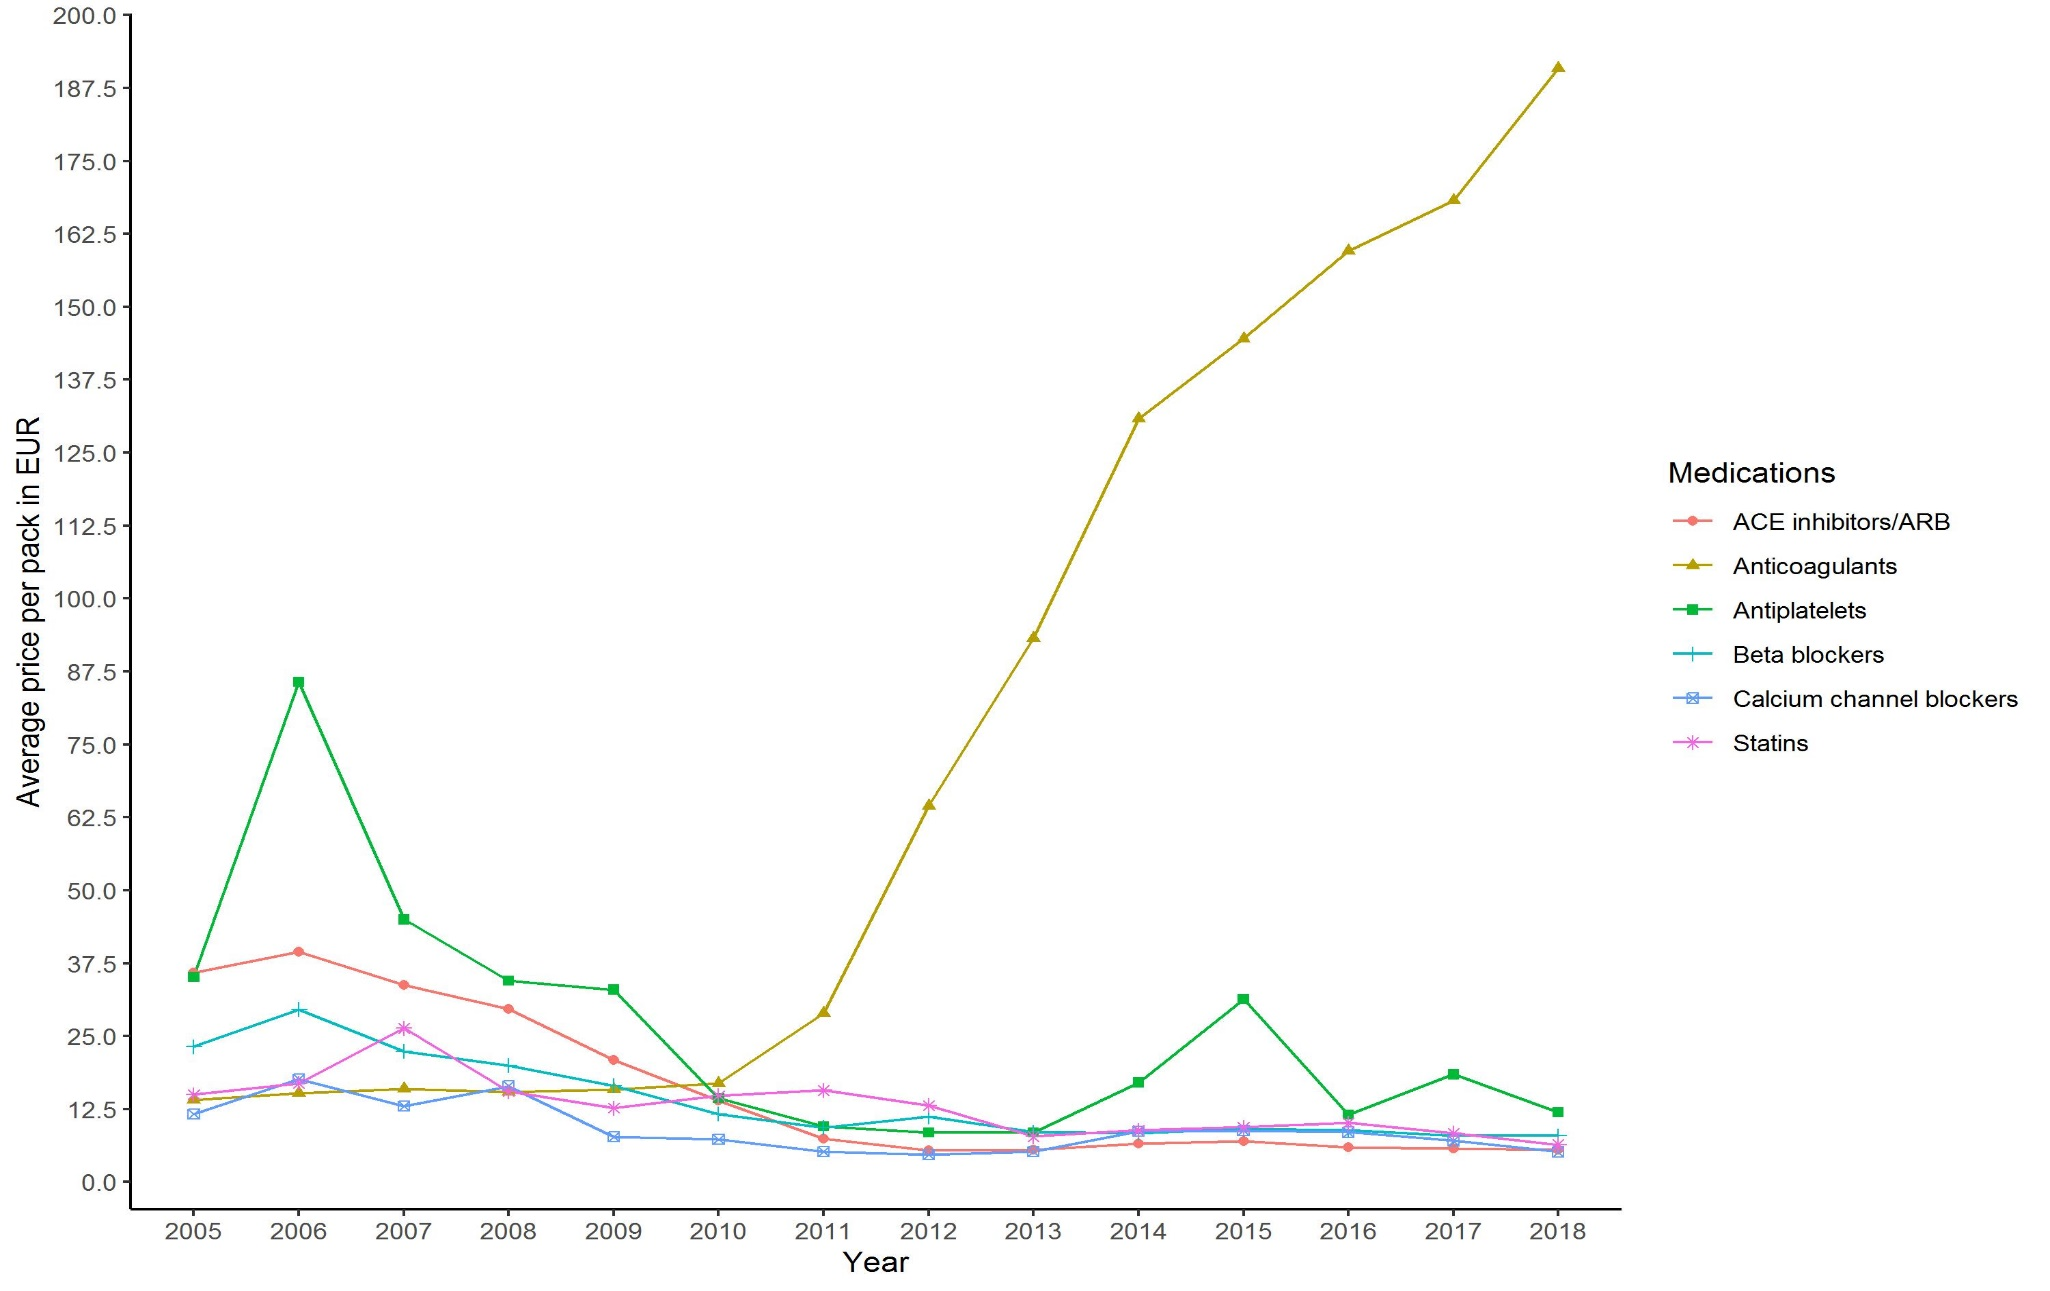 200.0
187.5
175.0
162.5
150.0
137.5
125.0
112.5
100.0
87.5
75.0
62.5
50.0
37.5
25.0
12.5
0.0
Average price per pack in EUR
2005 2006 2007 2008 2009 2010 2011 2012 2013 2014 2015 2016 2017 2018
Year
Medications
ACE inhibitors/ARB
Anticoagulants
Antiplatelets
Beta blockers
Calcium channel blockers
Statins